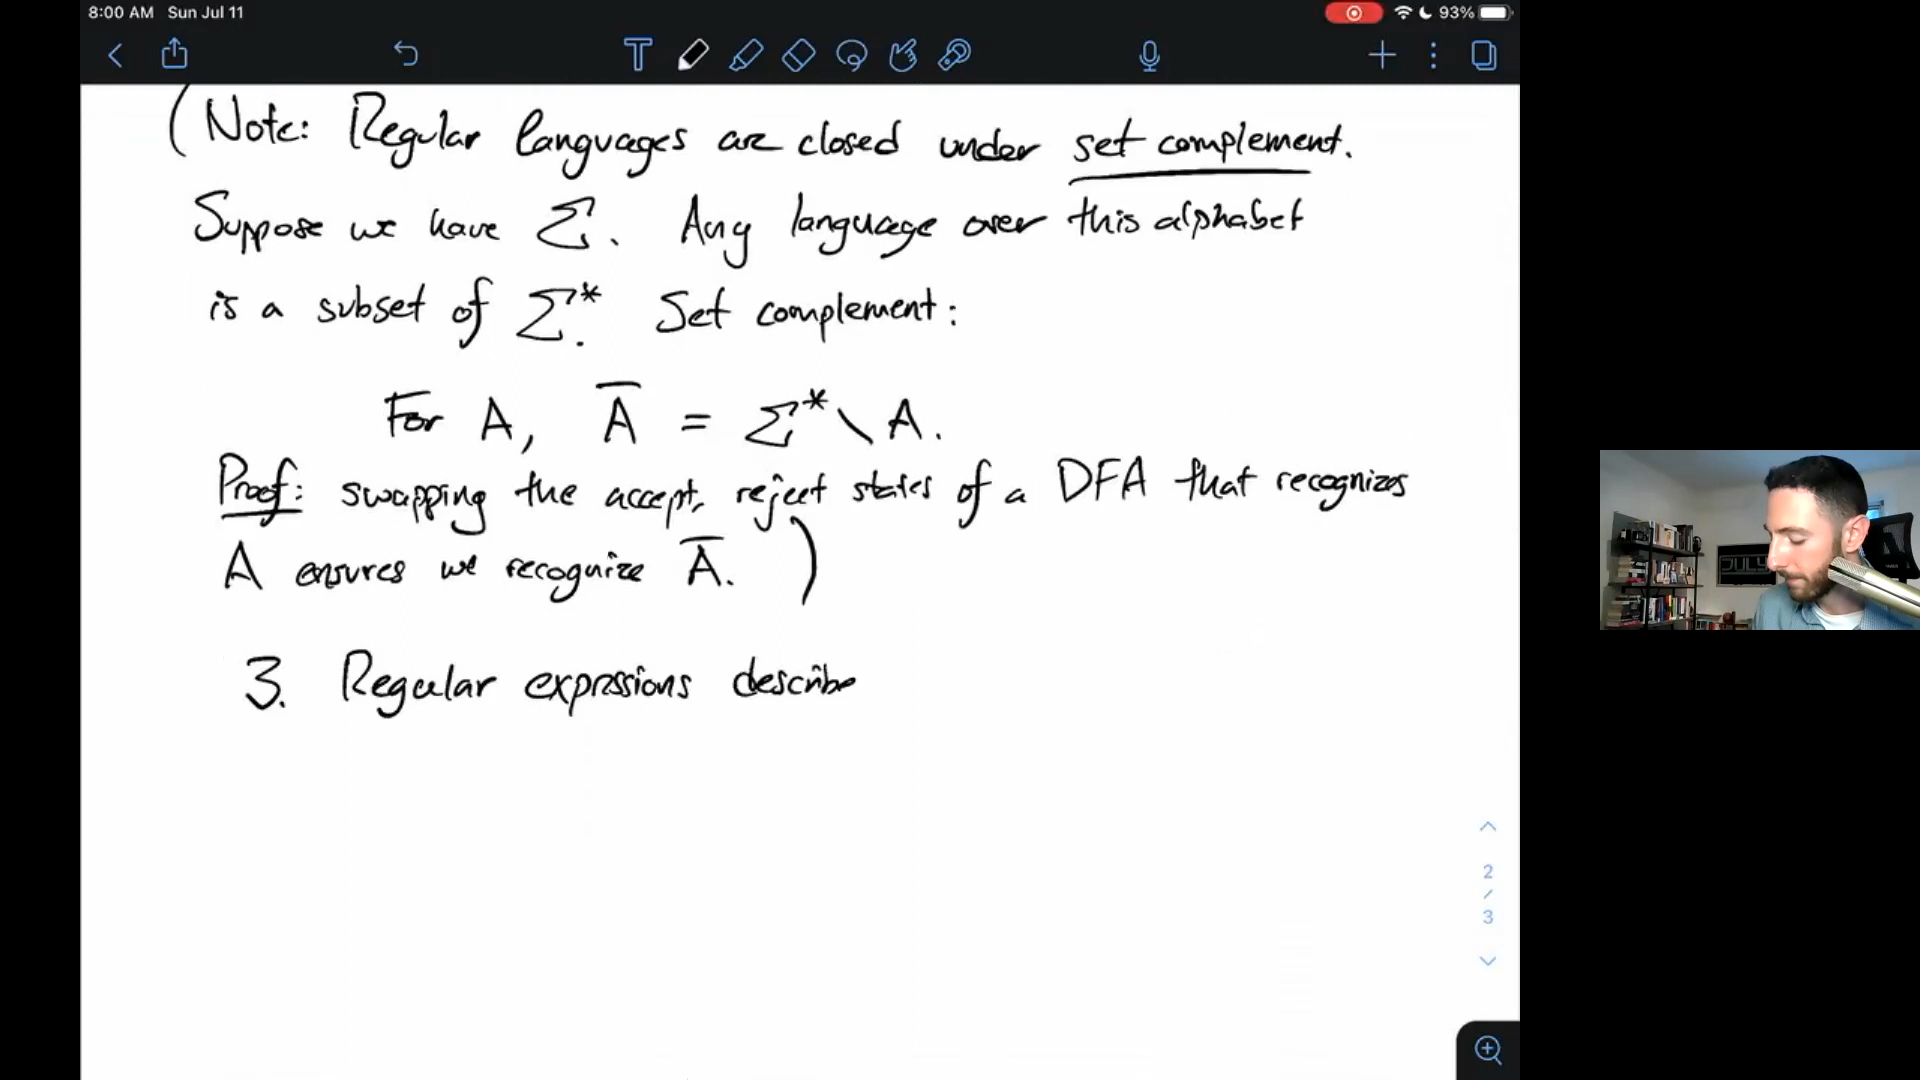 8:00 AM Sun Jul 11
93%
T
(Note: Regular languages are closed under set complement.
Suppose we have Σ. Any language over this alphabet
is a subset of Σ*. Set complement:
For A, A̅ = Σ* \ A.
Proof: swapping the accept, reject states of a DFA that recognizes
A ensures we recognize A̅. )
3. Regular expressions describe
2
/
3